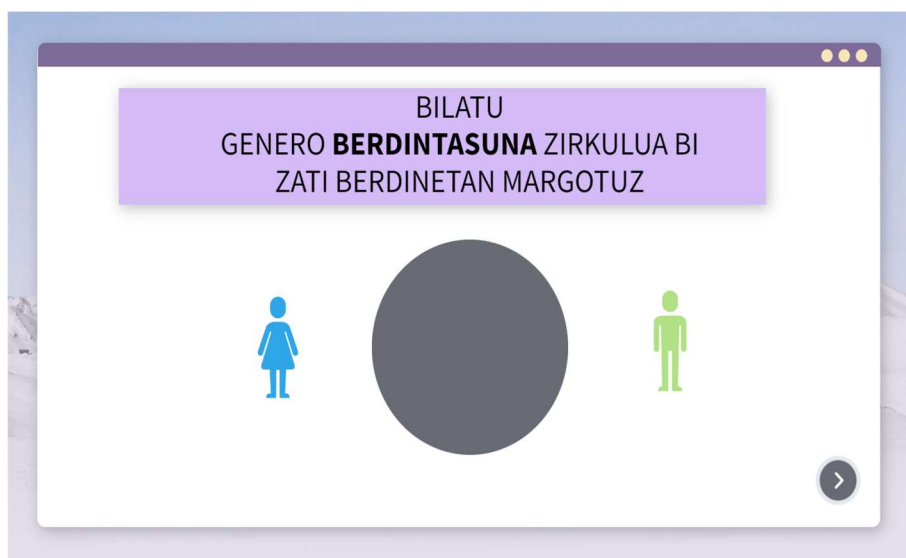 BILATU
GENERO BERDINTASUNA ZIRKULUA BI
ZATI BERDINETAN MARGOTUZ